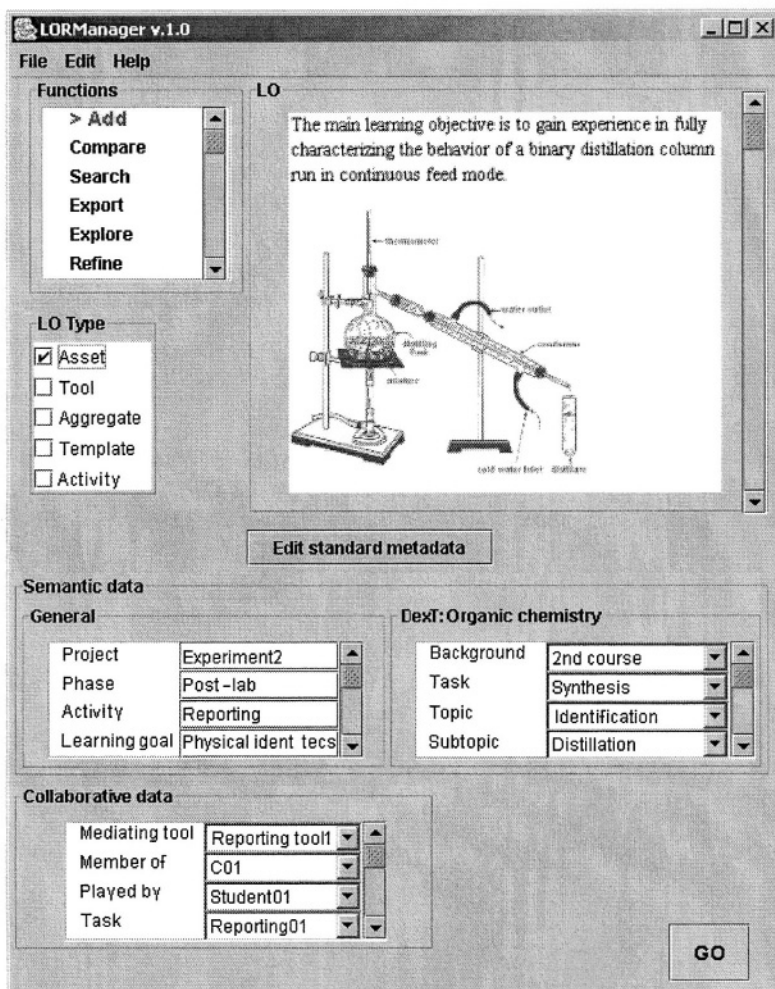 LORManager v.1.0
File Edit Help
Functions
> Add
Compare
Search
Export
Explore
Refine
LO Type
Asset
Tool
Aggregate
Template
Activity
LO
The main learning objective is to gain experience in fully
characterizing the behavior of a binary distillation column
run in continuous feed mode.
thermometer
water outlet
distilling
flask
condenser
mixture
cold water inlet
distillate
Edit standard metadata
Semantic data
General
Project Experiment2
Phase Post-lab
Activity Reporting
Learning goal Physical ident tecs
DexT: Organic chemistry
Background 2nd course
Task Synthesis
Topic Identification
Subtopic Distillation
Collaborative data
Mediating tool Reporting tool1
Member of C01
Played by Student01
Task Reporting01
GO